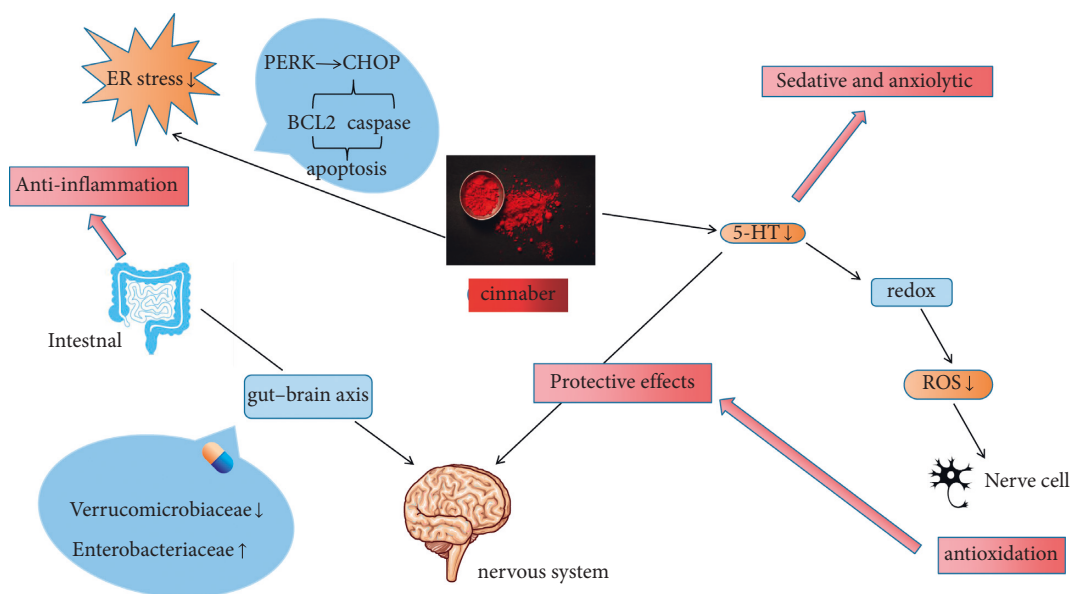 ER stress ↓
PERK → CHOP
BCL2 caspase
apoptosis
Sedative and anxiolytic
Anti-inflammation
5-HT ↓
cinnaber
redox
Intestnal
gut–brain axis
Protective effects
ROS ↓
Nerve cell
Verrucomicrobiaceae ↓
Enterobacteriaceae ↑
nervous system
antioxidation